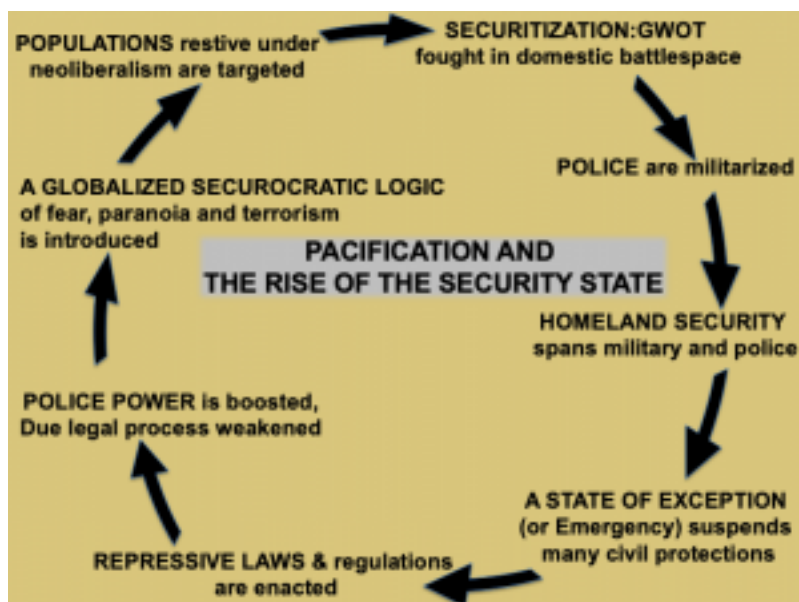 POPULATIONS restive under
neoliberalism are targeted
SECURITIZATION:GWOT
fought in domestic battlespace
POLICE are militarized
HOMELAND SECURITY
spans military and police
A STATE OF EXCEPTION
(or Emergency) suspends
many civil protections
REPRESSIVE LAWS & regulations
are enacted
POLICE POWER is boosted,
Due legal process weakened
A GLOBALIZED SECUROCRATIC LOGIC
of fear, paranoia and terrorism
is introduced
PACIFICATION AND
THE RISE OF THE SECURITY STATE